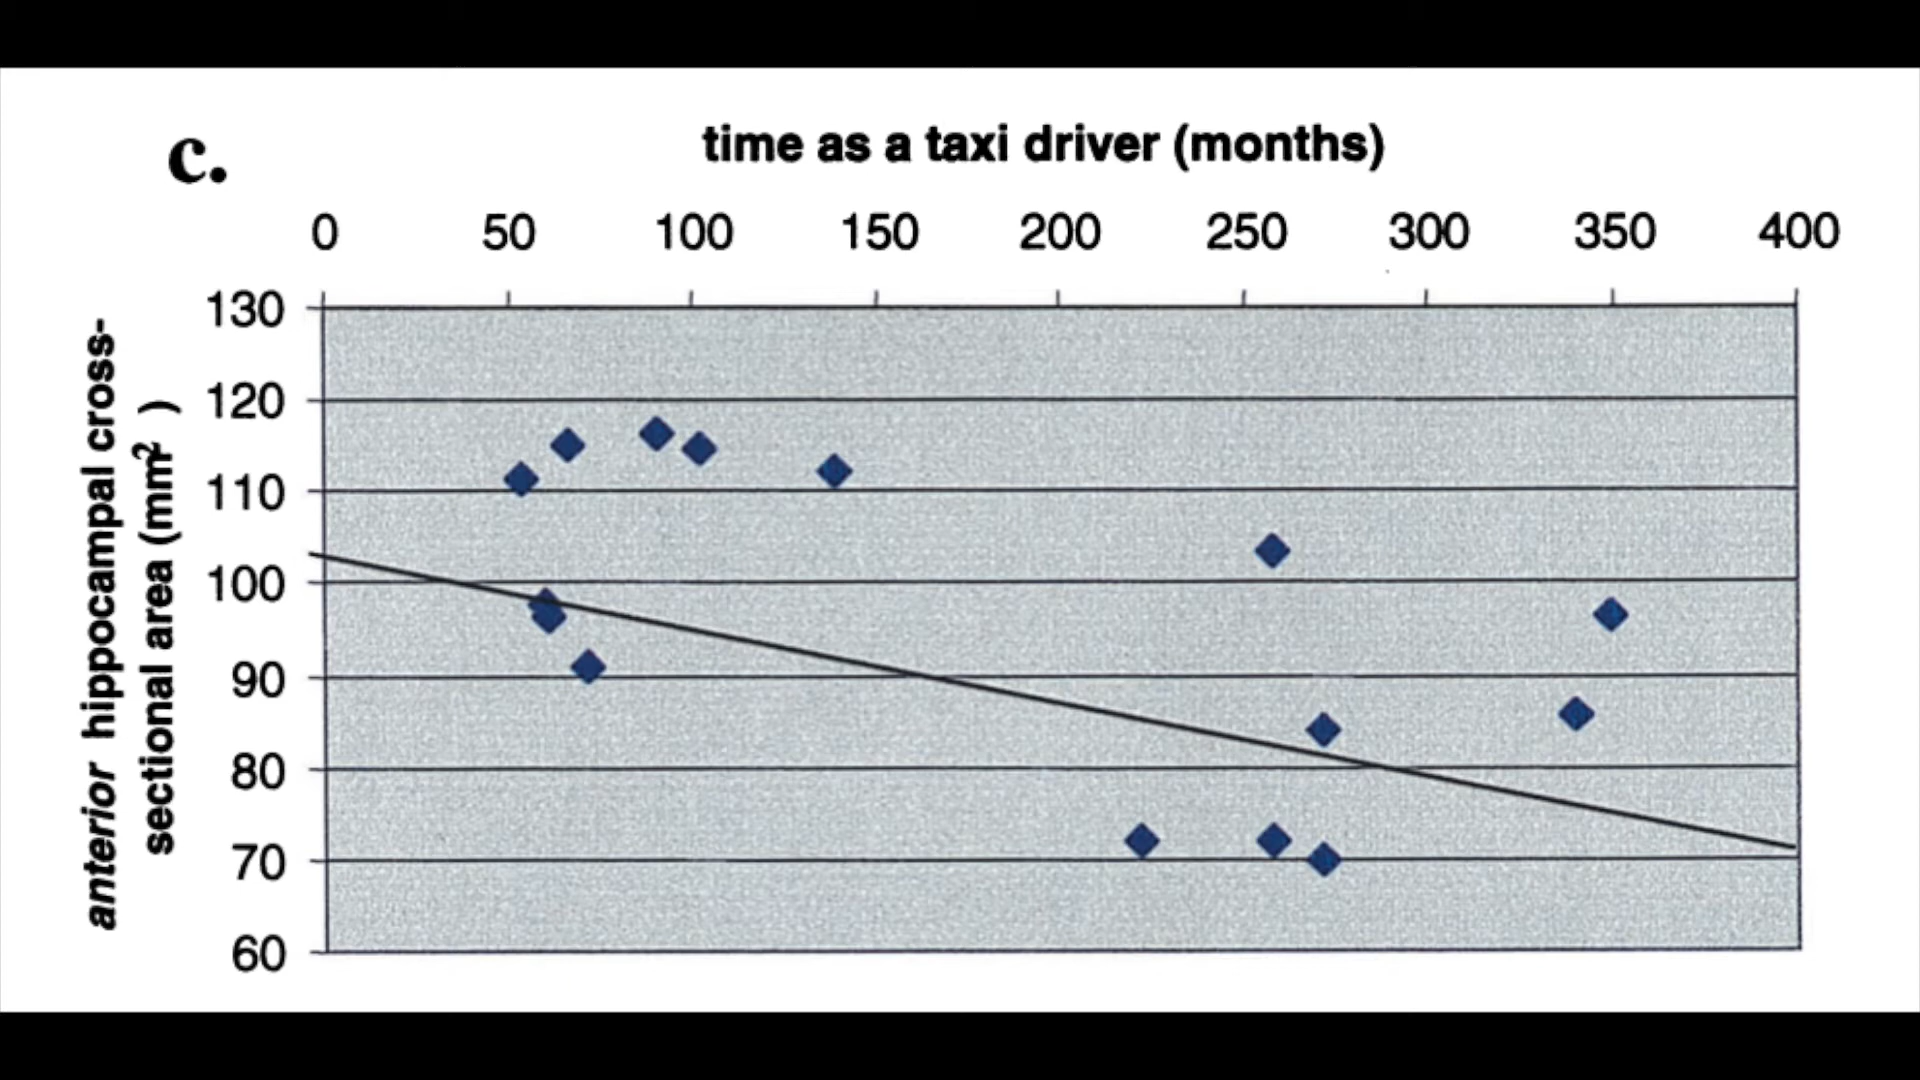 c.
time as a taxi driver (months)
0 50 100 150 200 250 300 350 400
130
120
110
100
90
80
70
60
anterior hippocampal cross-
sectional area (mm² )